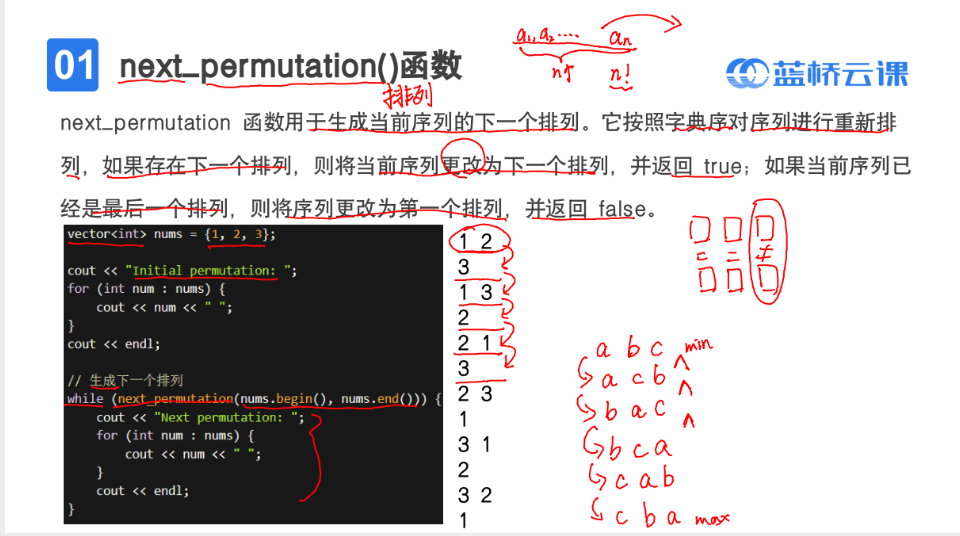 a₁, a₂ .... aₙ
n个 n!
01 next_permutation()函数
蓝桥云课
排列
next_permutation 函数用于生成当前序列的下一个排列。它按照字典序对序列进行重新排
列，如果存在下一个排列，则将当前序列更改为下一个排列，并返回 true；如果当前序列已
经是最后一个排列，则将序列更改为第一个排列，并返回 false。
vector<int> nums = {1, 2, 3};
cout << "Initial permutation: ";
for (int num : nums) {
cout << num << " ";
}
cout << endl;
// 生成下一个排列
while (next_permutation(nums.begin(), nums.end())) {
cout << "Next permutation: ";
for (int num : nums) {
cout << num << " ";
}
cout << endl;
}
1 2
3
1 3
2
2 1
3
2 3
1
3 1
2
3 2
1
= = ≠
a b c min
a c b
b a c
b c a
c a b
c b a max